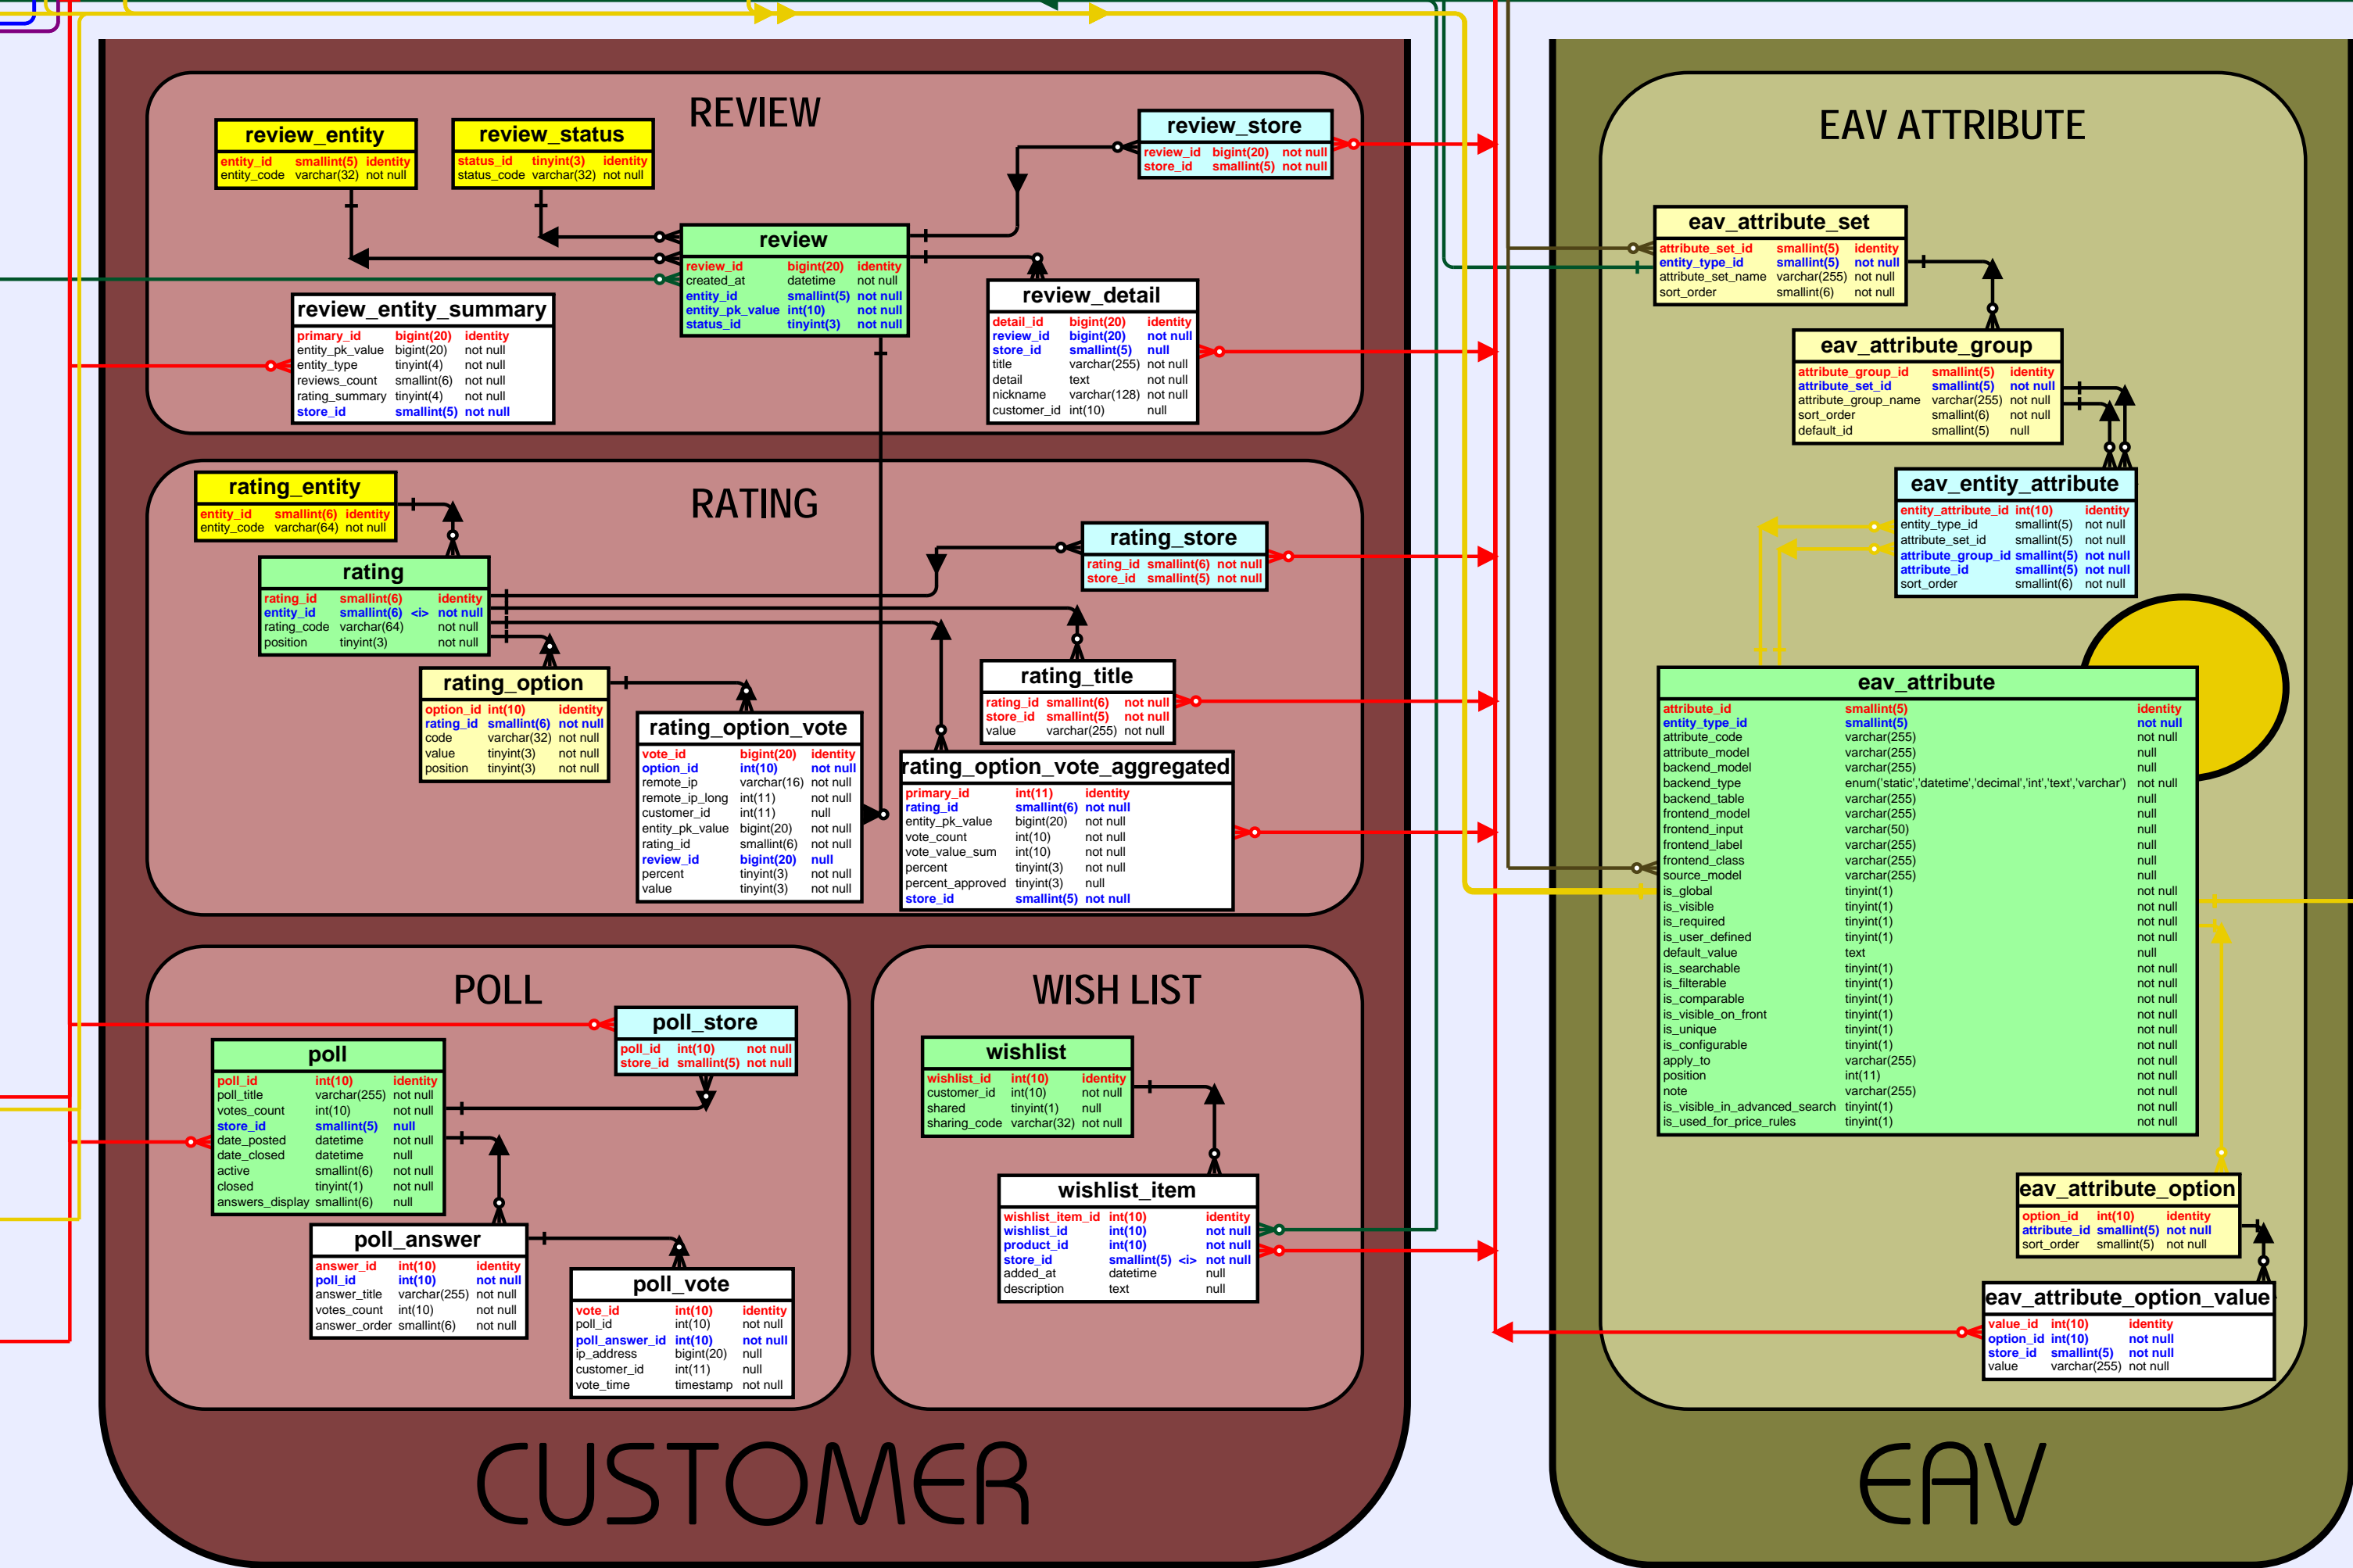 REVIEW
review_entity
entity_id smallint(5) identity
entity_code varchar(32) not null
review_status
status_id tinyint(3) identity
status_code varchar(32) not null
review_store
review_id bigint(20) not null
store_id smallint(5) not null
review
review_id bigint(20) identity
created_at datetime not null
entity_id smallint(5) not null
entity_pk_value int(10) not null
status_id tinyint(3) not null
review_entity_summary
primary_id bigint(20) identity
entity_pk_value bigint(20) not null
entity_type tinyint(4) not null
reviews_count smallint(6) not null
rating_summary tinyint(4) not null
store_id smallint(5) not null
review_detail
detail_id bigint(20) identity
review_id bigint(20) not null
store_id smallint(5) null
title varchar(255) not null
detail text not null
nickname varchar(128) not null
customer_id int(10) null
RATING
rating_entity
entity_id smallint(6) identity
entity_code varchar(64) not null
rating_store
rating_id smallint(6) not null
store_id smallint(5) not null
rating
rating_id smallint(6) identity
entity_id smallint(6) <i> not null
rating_code varchar(64) not null
position tinyint(3) not null
rating_option
option_id int(10) identity
rating_id smallint(6) not null
code varchar(32) not null
value tinyint(3) not null
position tinyint(3) not null
rating_title
rating_id smallint(6) not null
store_id smallint(5) not null
value varchar(255) not null
rating_option_vote
vote_id bigint(20) identity
option_id int(10) not null
remote_ip varchar(16) not null
remote_ip_long int(11) not null
customer_id int(11) null
entity_pk_value bigint(20) not null
rating_id smallint(6) not null
review_id bigint(20) null
percent tinyint(3) not null
value tinyint(3) not null
rating_option_vote_aggregated
primary_id int(11) identity
rating_id smallint(6) not null
entity_pk_value bigint(20) not null
vote_count int(10) not null
vote_value_sum int(10) not null
percent tinyint(3) not null
percent_approved tinyint(3) null
store_id smallint(5) not null
POLL
poll_store
poll_id int(10) not null
store_id smallint(5) not null
poll
poll_id int(10) identity
poll_title varchar(255) not null
votes_count int(10) not null
store_id smallint(5) null
date_posted datetime not null
date_closed datetime null
active smallint(6) not null
closed tinyint(1) not null
answers_display smallint(6) null
poll_answer
answer_id int(10) identity
poll_id int(10) not null
answer_title varchar(255) not null
votes_count int(10) not null
answer_order smallint(6) not null
poll_vote
vote_id int(10) identity
poll_id int(10) not null
poll_answer_id int(10) not null
ip_address bigint(20) null
customer_id int(11) null
vote_time timestamp not null
WISH LIST
wishlist
wishlist_id int(10) identity
customer_id int(10) not null
shared tinyint(1) null
sharing_code varchar(32) not null
wishlist_item
wishlist_item_id int(10) identity
wishlist_id int(10) not null
product_id int(10) not null
store_id smallint(5) <i> not null
added_at datetime null
description text null
CUSTOMER
EAV ATTRIBUTE
eav_attribute_set
attribute_set_id smallint(5) identity
entity_type_id smallint(5) not null
attribute_set_name varchar(255) not null
sort_order smallint(6) not null
eav_attribute_group
attribute_group_id smallint(5) identity
attribute_set_id smallint(5) not null
attribute_group_name varchar(255) not null
sort_order smallint(6) not null
default_id smallint(5) null
eav_entity_attribute
entity_attribute_id int(10) identity
entity_type_id smallint(5) not null
attribute_set_id smallint(5) not null
attribute_group_id smallint(5) not null
attribute_id smallint(5) not null
sort_order smallint(6) not null
eav_attribute
attribute_id smallint(5) identity
entity_type_id smallint(5) not null
attribute_code varchar(255) not null
attribute_model varchar(255) null
backend_model varchar(255) null
backend_type enum('static','datetime','decimal','int','text','varchar') not null
backend_table varchar(255) null
frontend_model varchar(255) null
frontend_input varchar(50) null
frontend_label varchar(255) null
frontend_class varchar(255) null
source_model varchar(255) null
is_global tinyint(1) not null
is_visible tinyint(1) not null
is_required tinyint(1) not null
is_user_defined tinyint(1) not null
default_value text null
is_searchable tinyint(1) not null
is_filterable tinyint(1) not null
is_comparable tinyint(1) not null
is_visible_on_front tinyint(1) not null
is_unique tinyint(1) not null
is_configurable tinyint(1) not null
apply_to varchar(255) not null
position int(11) not null
note varchar(255) not null
is_visible_in_advanced_search tinyint(1) not null
is_used_for_price_rules tinyint(1) not null
eav_attribute_option
option_id int(10) identity
attribute_id smallint(5) not null
sort_order smallint(5) not null
eav_attribute_option_value
value_id int(10) identity
option_id int(10) not null
store_id smallint(5) not null
value varchar(255) not null
EAV